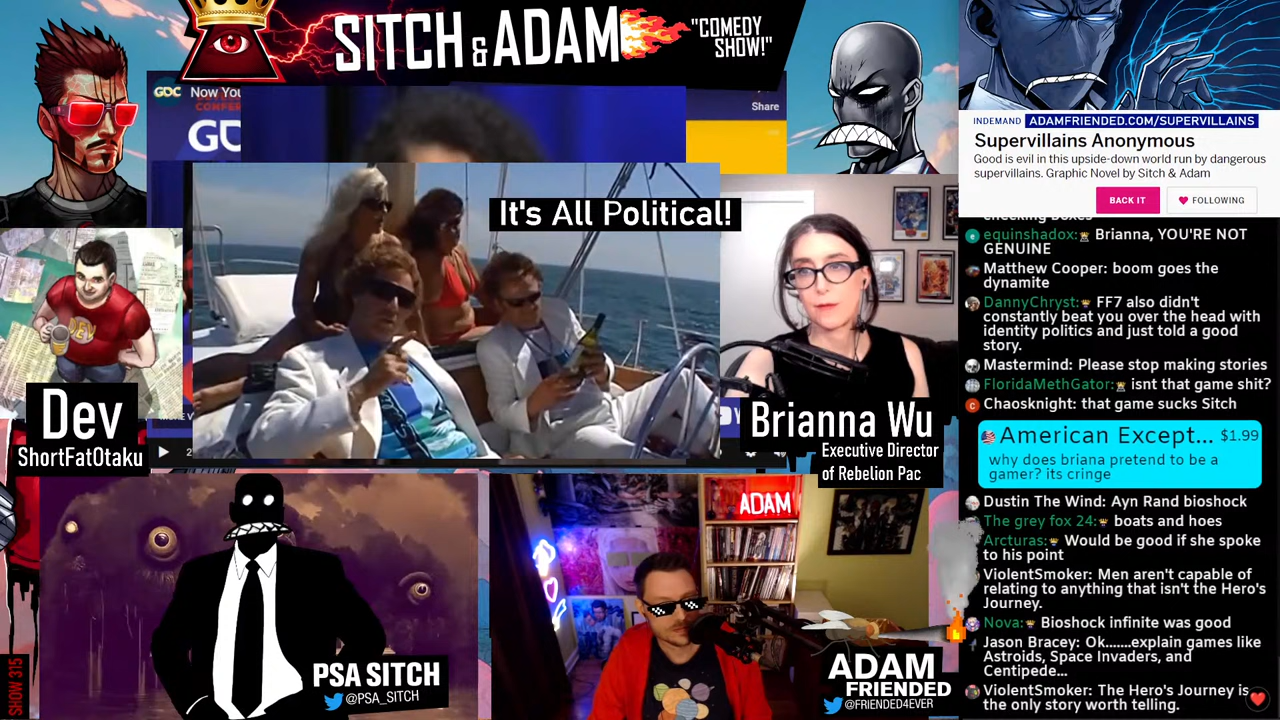 SITCH & ADAM
"COMEDY
SHOW!"
GDC
Now You
CONFER
GD
Share
It's All Political!
INDEMAND
ADAMFRIENDED.COM/SUPERVILLAINS
Supervillains Anonymous
Good is evil in this upside-down world run by dangerous
supervillains. Graphic Novel by Sitch & Adam
BACK IT
FOLLOWING
checking boxes
equinshadox: Brianna, YOU'RE NOT
GENUINE
Matthew Cooper: boom goes the
dynamite
DannyChryst: FF7 also didn't
constantly beat you over the head with
identity politics and just told a good
story.
Mastermind: Please stop making stories
FloridaMethGator: isnt that game shit?
Chaosknight: that game sucks Sitch
American Except... $1.99
why does briana pretend to be a
gamer? its cringe
Dustin The Wind: Ayn Rand bioshock
The grey fox 24: boats and hoes
Arcturas: Would be good if she spoke
to his point
ViolentSmoker: Men aren't capable of
relating to anything that isn't the Hero's
Journey.
Nova: Bioshock infinite was good
Jason Bracey: Ok.......explain games like
Astroids, Space Invaders, and
Centipede...
ViolentSmoker: The Hero's Journey is
the only story worth telling.
DEV
Dev
ShortFatOtaku
Brianna Wu
Executive Director
of Rebelion Pac
ADAM
PSA SITCH
@PSA_SITCH
ADAM
FRIENDED
@FRIENDED4EVER
SHOW 315